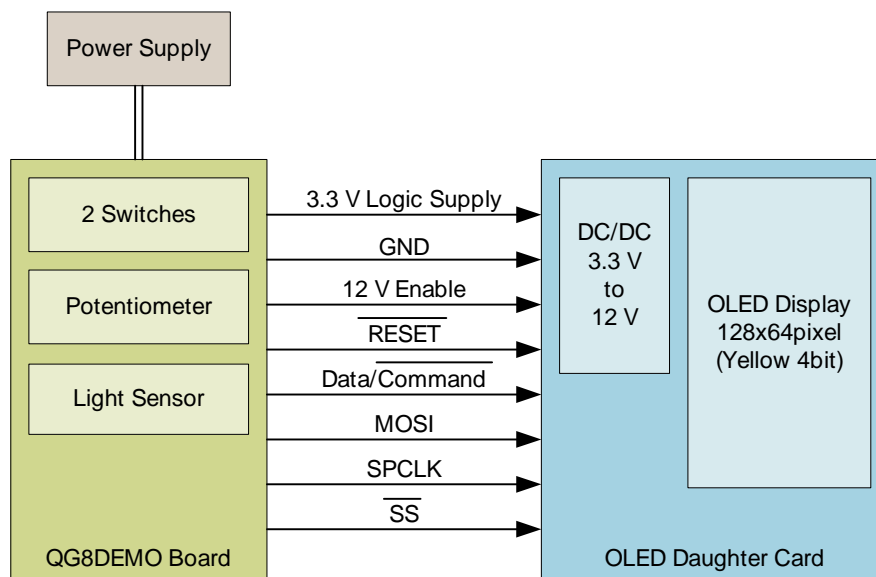 Power Supply
2 Switches
Potentiometer
Light Sensor
QG8DEMO Board
3.3 V Logic Supply
GND
12 V Enable
RESET
Data/Command
MOSI
SPCLK
SS
DC/DC
3.3 V
to
12 V
OLED Display
128x64pixel
(Yellow 4bit)
OLED Daughter Card